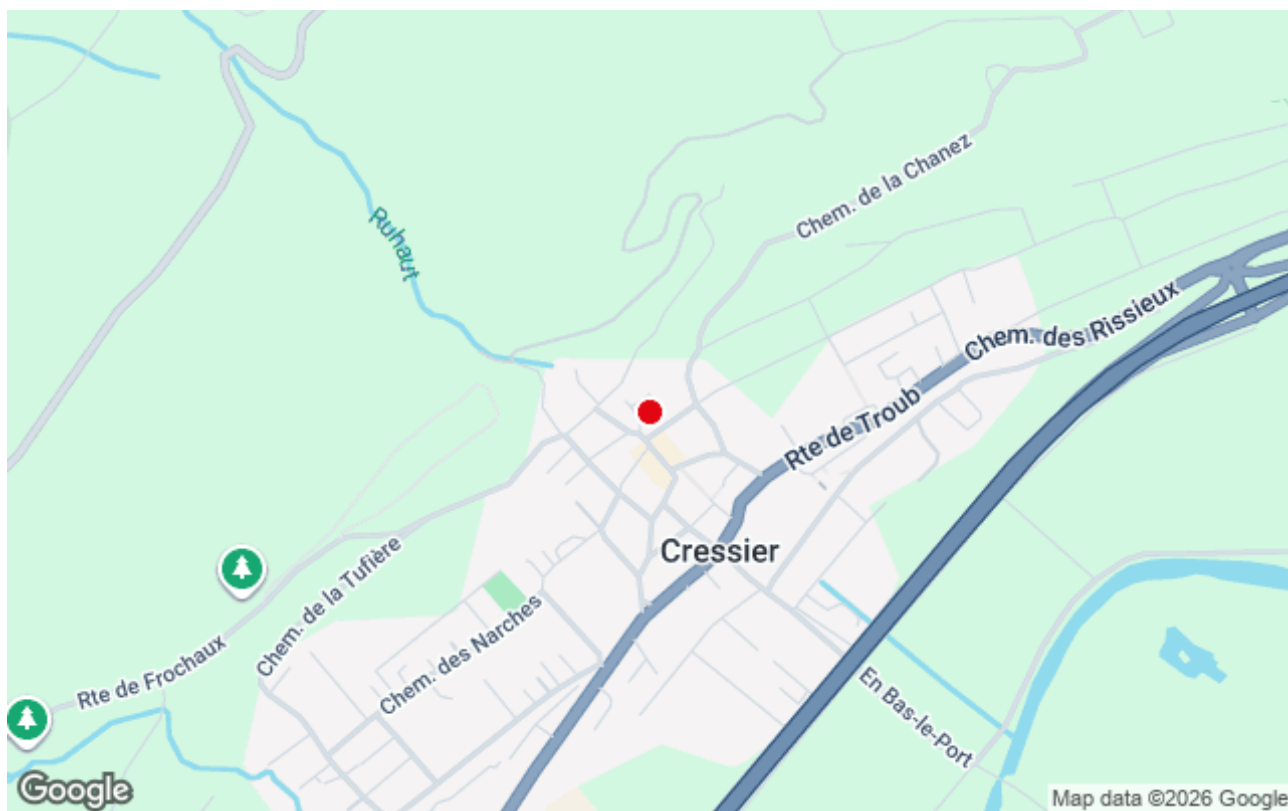 Chem. de la Chanez
Ruhaut
Chem. des Rissieux
Rte de Troub
Cressier
Chem. de la Tufière
Chem. des Narches
Rte de Frochaux
En Bas-le-Port
Google
Map data ©2026 Google